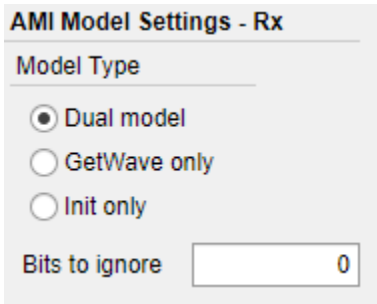 AMI Model Settings - Rx
Model Type
Dual model
GetWave only
Init only
Bits to ignore 0